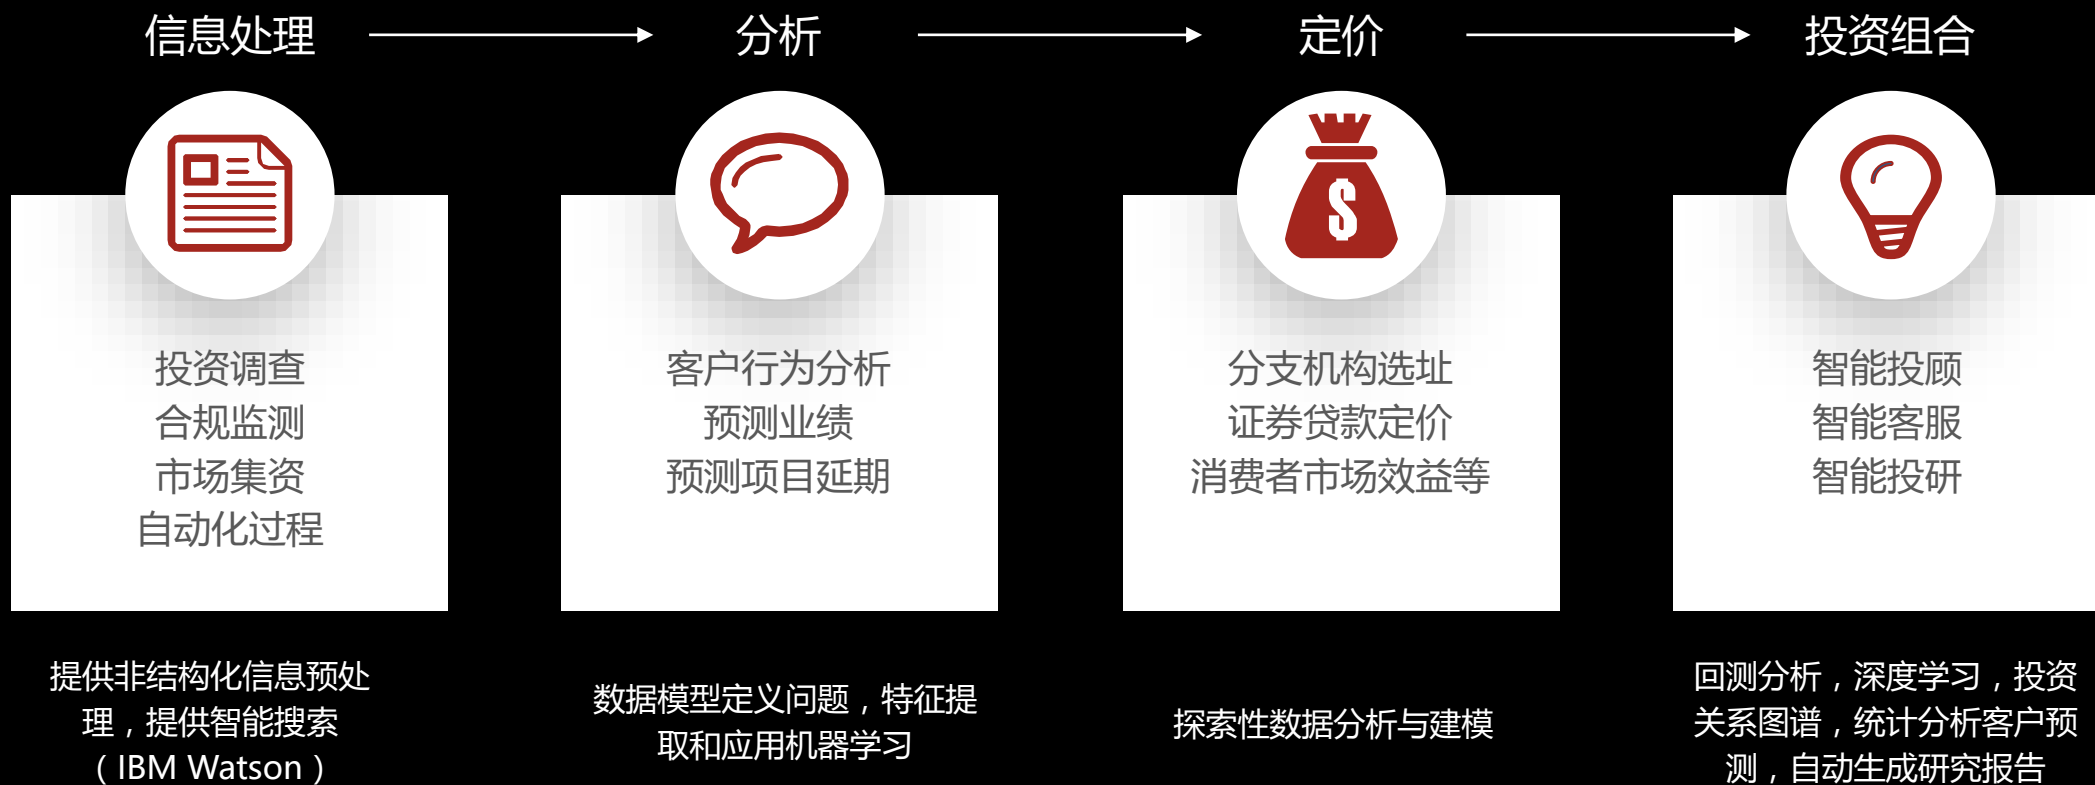 信息处理
分析
定价
投资组合
投资调查
合规监测
市场集资
自动化过程
客户行为分析
预测业绩
预测项目延期
$
分支机构选址
证券贷款定价
消费者市场效益等
智能投顾
智能客服
智能投研
提供非结构化信息预处
理，提供智能搜索
（IBM Watson）
数据模型定义问题，特征提
取和应用机器学习
探索性数据分析与建模
回测分析，深度学习，投资
关系图谱，统计分析客户预
测，自动生成研究报告